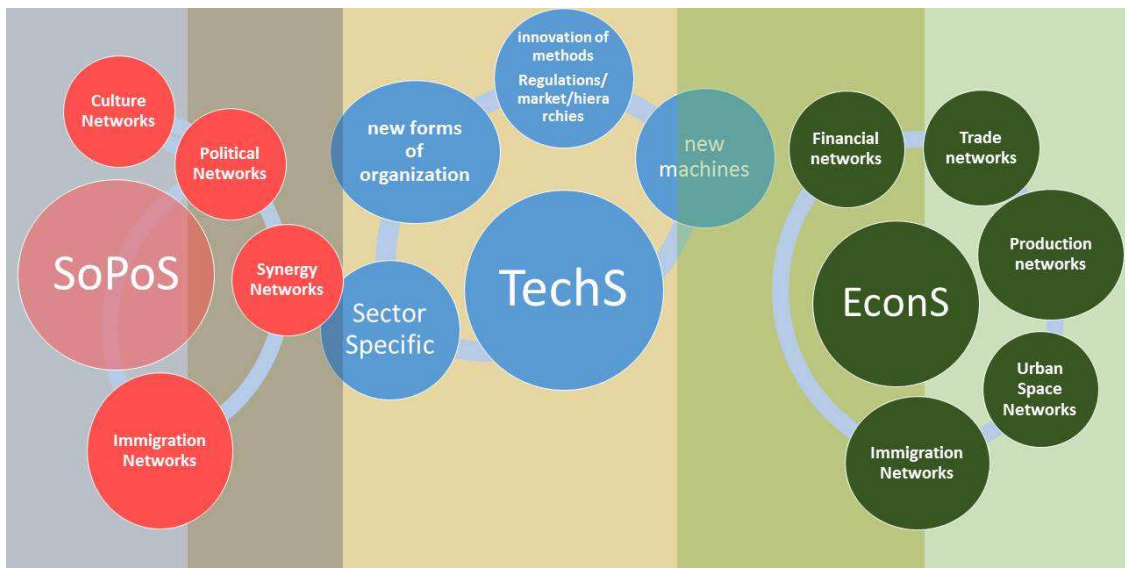 Culture
Networks
Political
Networks
SoPoS
Synergy
Networks
Immigration
Networks
innovation of
methods
Regulations/
market/hiera
rchies
new forms
of
organization
new
machines
TechS
Sector
Specific
Financial
networks
Trade
networks
Production
networks
EconS
Urban
Space
Networks
Immigration
Networks